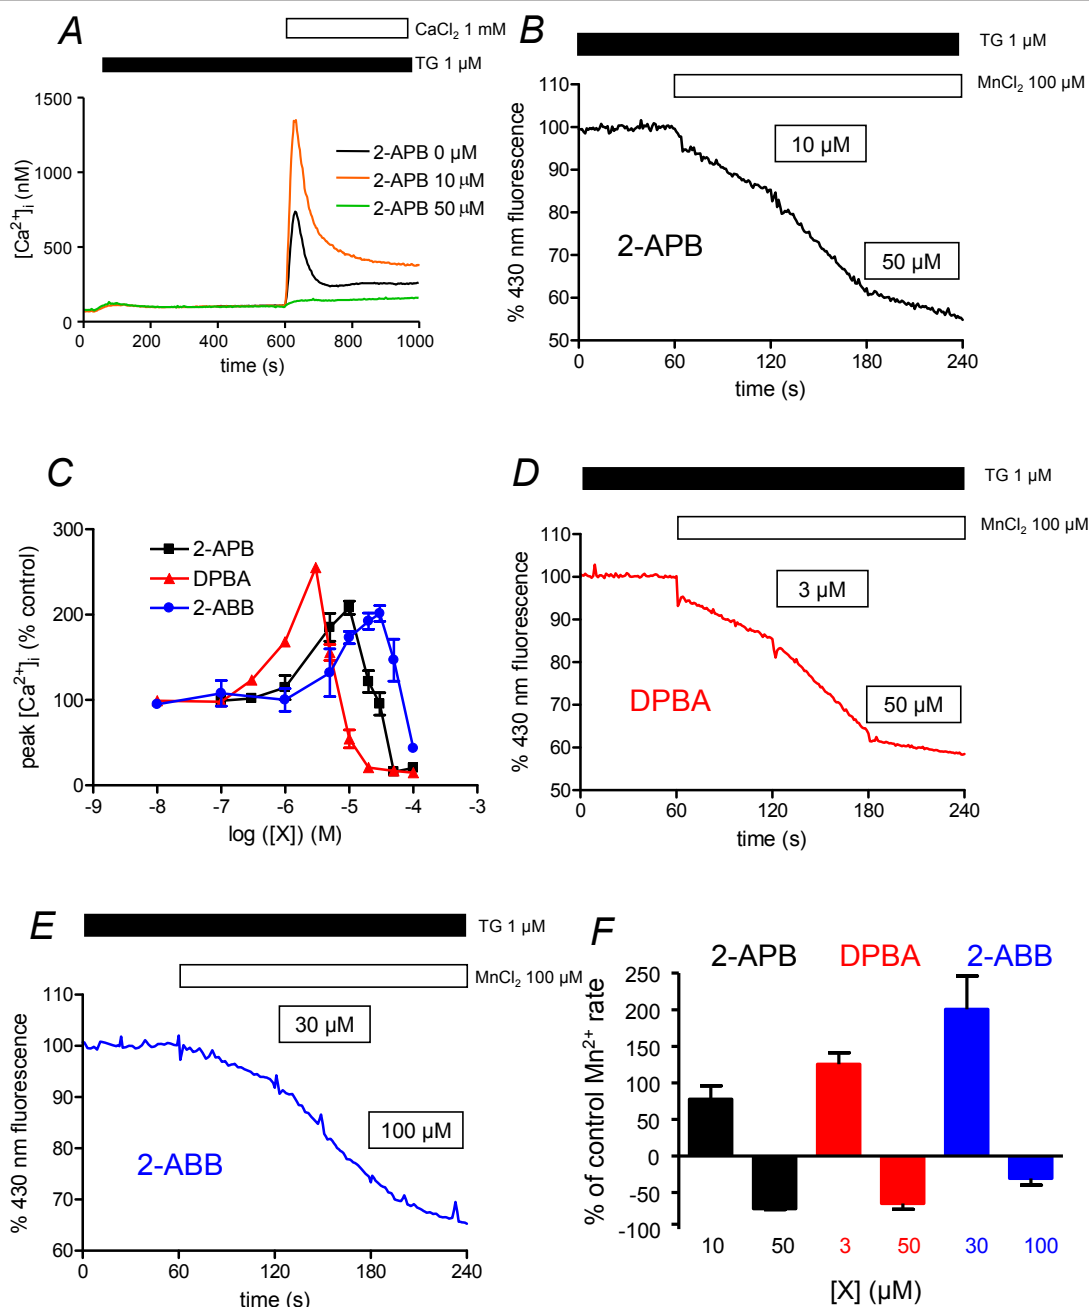 A
CaCl₂ 1 mM
TG 1 µM
1500
1000
500
0
[Ca²⁺]ᵢ (nM)
2-APB 0 µM
2-APB 10 µM
2-APB 50 µM
0 200 400 600 800 1000
time (s)
B
TG 1 µM
MnCl₂ 100 µM
110
100
90
80
70
60
50
% 430 nm fluorescence
10 µM
50 µM
2-APB
0 60 120 180 240
time (s)
C
300
200
100
0
peak [Ca²⁺]ᵢ (% control)
2-APB
DPBA
2-ABB
-9 -8 -7 -6 -5 -4 -3
log ([X]) (M)
D
TG 1 µM
MnCl₂ 100 µM
110
100
90
80
70
60
50
% 430 nm fluorescence
3 µM
50 µM
DPBA
0 60 120 180 240
time (s)
E
TG 1 µM
MnCl₂ 100 µM
110
100
90
80
70
60
% 430 nm fluorescence
30 µM
100 µM
2-ABB
0 60 120 180 240
time (s)
F
2-APB DPBA 2-ABB
250
200
150
100
50
0
-50
-100
% of control Mn²⁺ rate
10 50 3 50 30 100
[X] (µM)